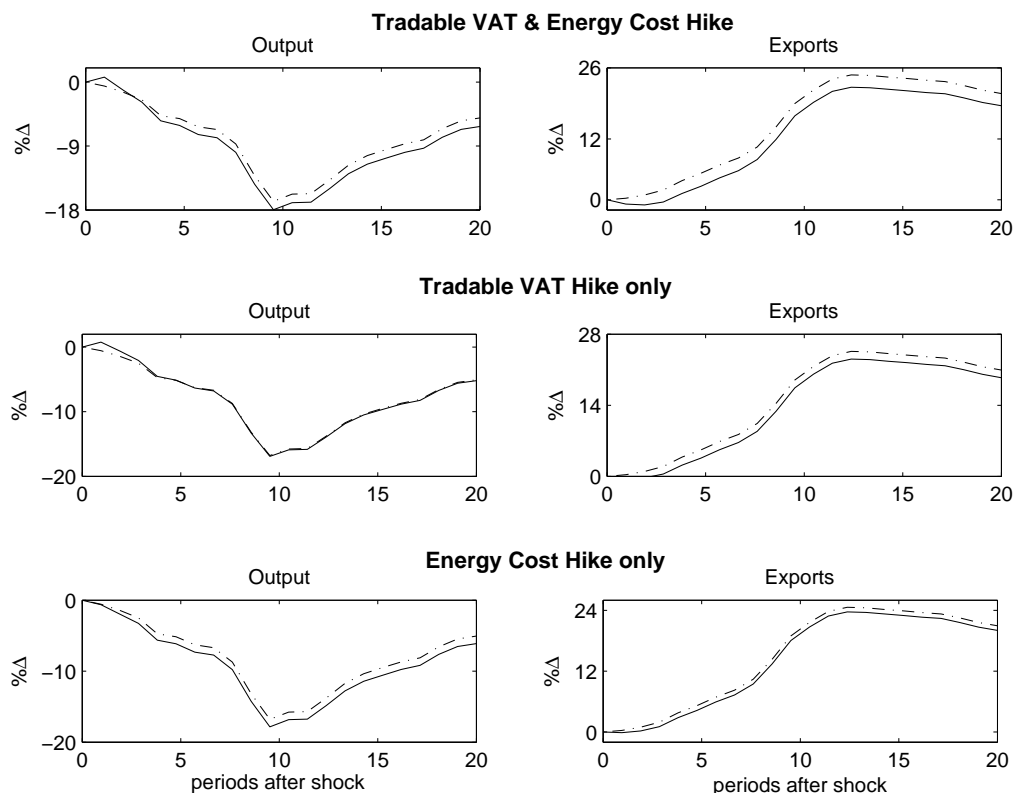 Tradable VAT & Energy Cost Hike
Output
Exports
%Δ
0
−9
−18
0 5 10 15 20
%Δ
26
12
0
0 5 10 15 20
Tradable VAT Hike only
Output
Exports
%Δ
0
−10
−20
0 5 10 15 20
%Δ
28
14
0
0 5 10 15 20
Energy Cost Hike only
Output
Exports
%Δ
0
−10
−20
0 5 10 15 20
periods after shock
%Δ
24
12
0
0 5 10 15 20
periods after shock